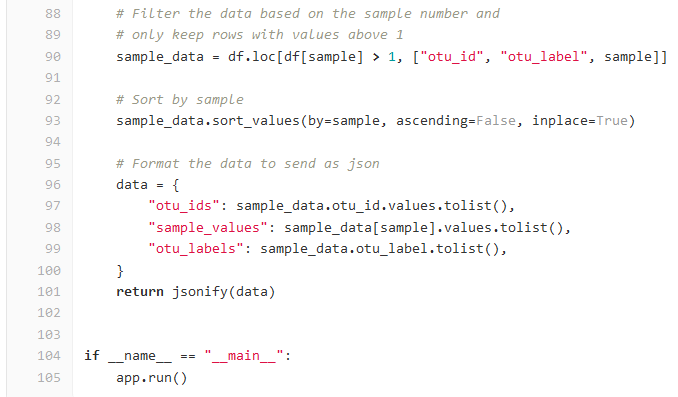 88 # Filter the data based on the sample number and
89 # only keep rows with values above 1
90 sample_data = df.loc[df[sample] > 1, ["otu_id", "otu_label", sample]]
91
92 # Sort by sample
93 sample_data.sort_values(by=sample, ascending=False, inplace=True)
94
95 # Format the data to send as json
96 data = {
97 "otu_ids": sample_data.otu_id.values.tolist(),
98 "sample_values": sample_data[sample].values.tolist(),
99 "otu_labels": sample_data.otu_label.tolist(),
100 }
101 return jsonify(data)
102
103
104 if __name__ == "__main__":
105 app.run()